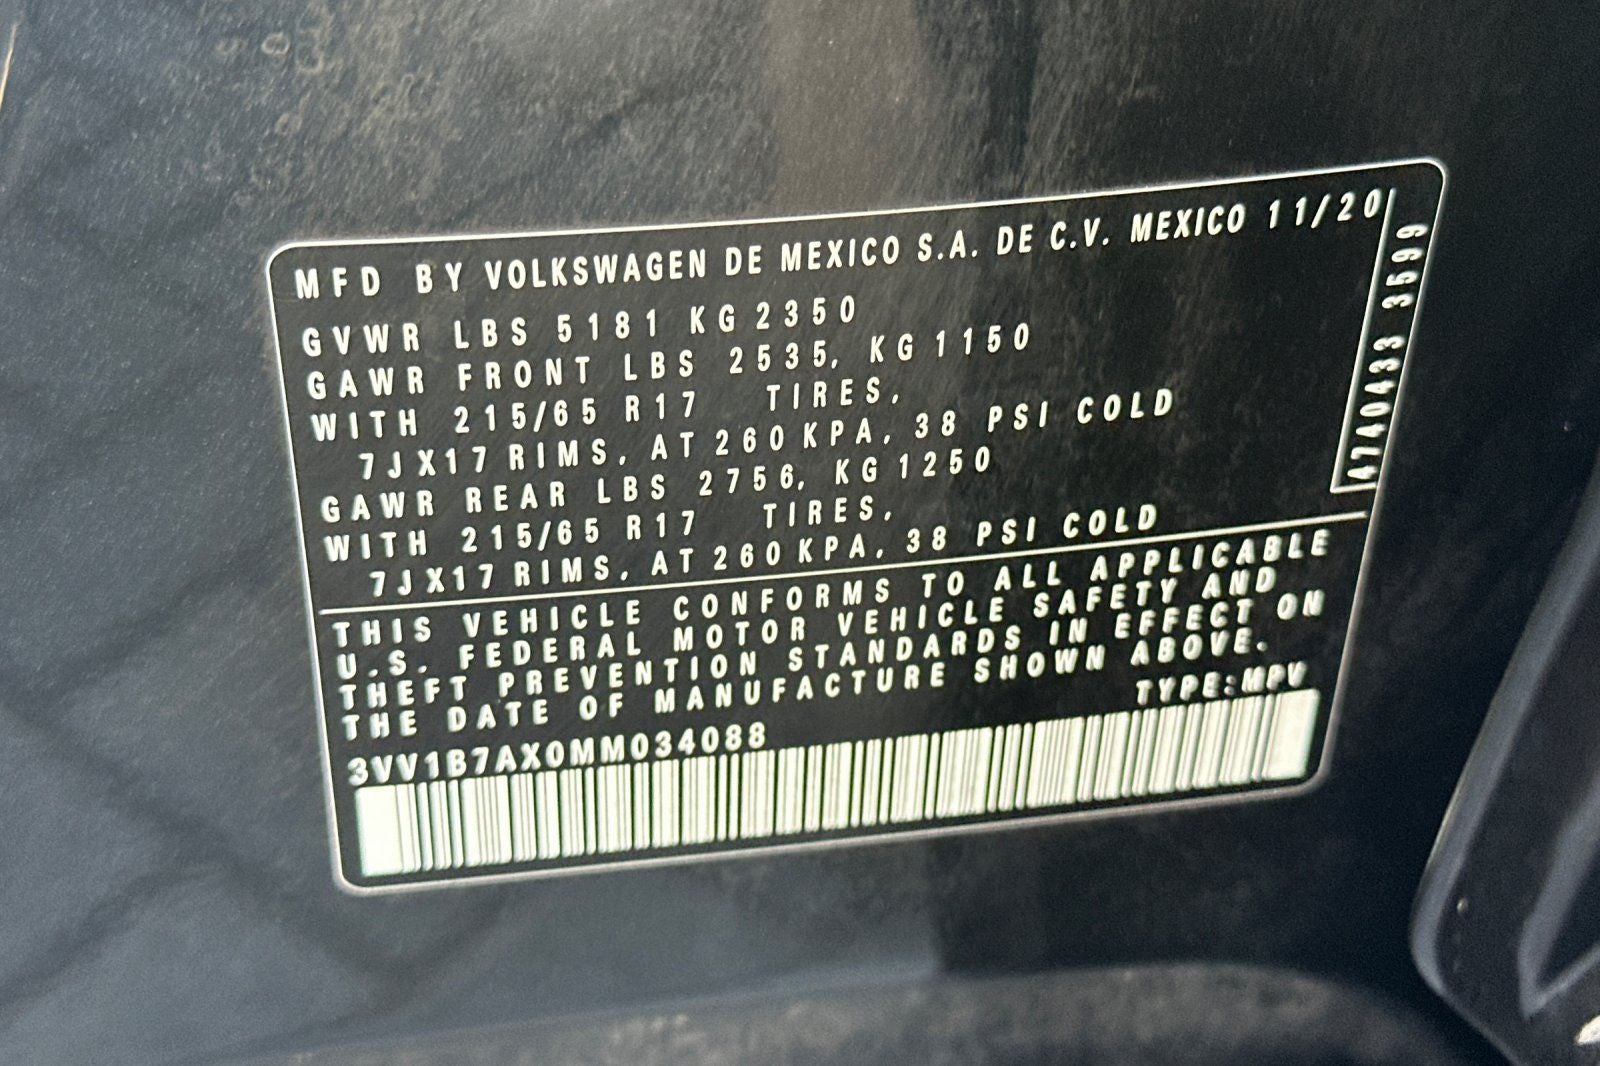 MFD BY VOLKSWAGEN DE MEXICO S.A. DE C.V. MEXICO 11/20
GVWR LBS 5181 KG 2350
GAWR FRONT LBS 2535, KG 1150
WITH 215/65 R17 TIRES,
7JX17 RIMS, AT 260 KPA, 38 PSI COLD
GAWR REAR LBS 2756, KG 1250
WITH 215/65 R17 TIRES,
7JX17 RIMS, AT 260 KPA, 38 PSI COLD
4740433 3599
THIS VEHICLE CONFORMS TO ALL APPLICABLE
U.S. FEDERAL MOTOR VEHICLE SAFETY AND
THEFT PREVENTION STANDARDS IN EFFECT ON
THE DATE OF MANUFACTURE SHOWN ABOVE.
3VV1B7AX0MM034088 TYPE:MPV